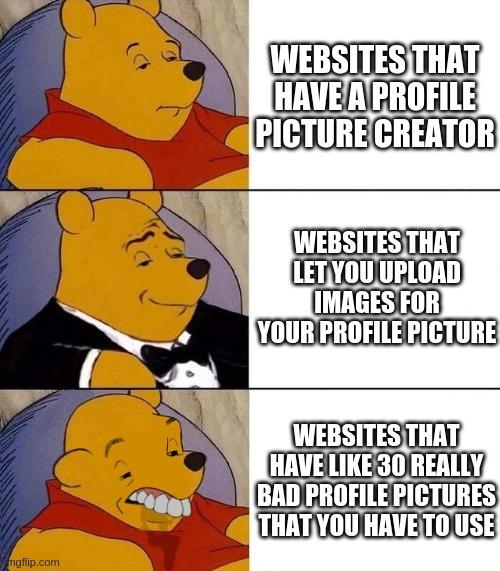 WEBSITES THAT
HAVE A PROFILE
PICTURE CREATOR
WEBSITES THAT
LET YOU UPLOAD
IMAGES FOR
YOUR PROFILE PICTURE
WEBSITES THAT
HAVE LIKE 30 REALLY
BAD PROFILE PICTURES
THAT YOU HAVE TO USE
imgflip.com